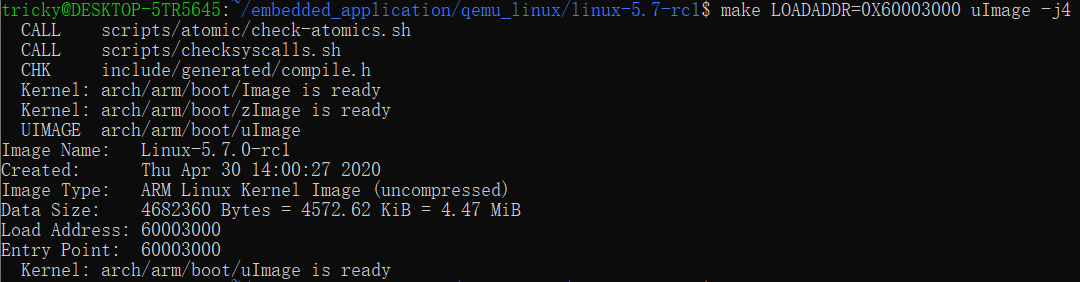 tricky@DESKTOP-5TR5645:~/embedded_application/qemu_linux/linux-5.7-rc1$ make LOADADDR=0X60003000 uImage -j4
  CALL    scripts/atomic/check-atomics.sh
  CALL    scripts/checksyscalls.sh
  CHK     include/generated/compile.h
  Kernel: arch/arm/boot/Image is ready
  Kernel: arch/arm/boot/zImage is ready
  UIMAGE  arch/arm/boot/uImage
Image Name:   Linux-5.7.0-rc1
Created:      Thu Apr 30 14:00:27 2020
Image Type:   ARM Linux Kernel Image (uncompressed)
Data Size:    4682360 Bytes = 4572.62 KiB = 4.47 MiB
Load Address: 60003000
Entry Point:  60003000
  Kernel: arch/arm/boot/uImage is ready